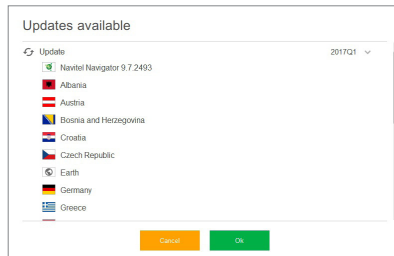 Updates available
Update 2017Q1
Navitel Navigator 9.7.2493
Albania
Austria
Bosnia and Herzegovina
Croatia
Czech Republic
Earth
Germany
Greece
Cancel Ok